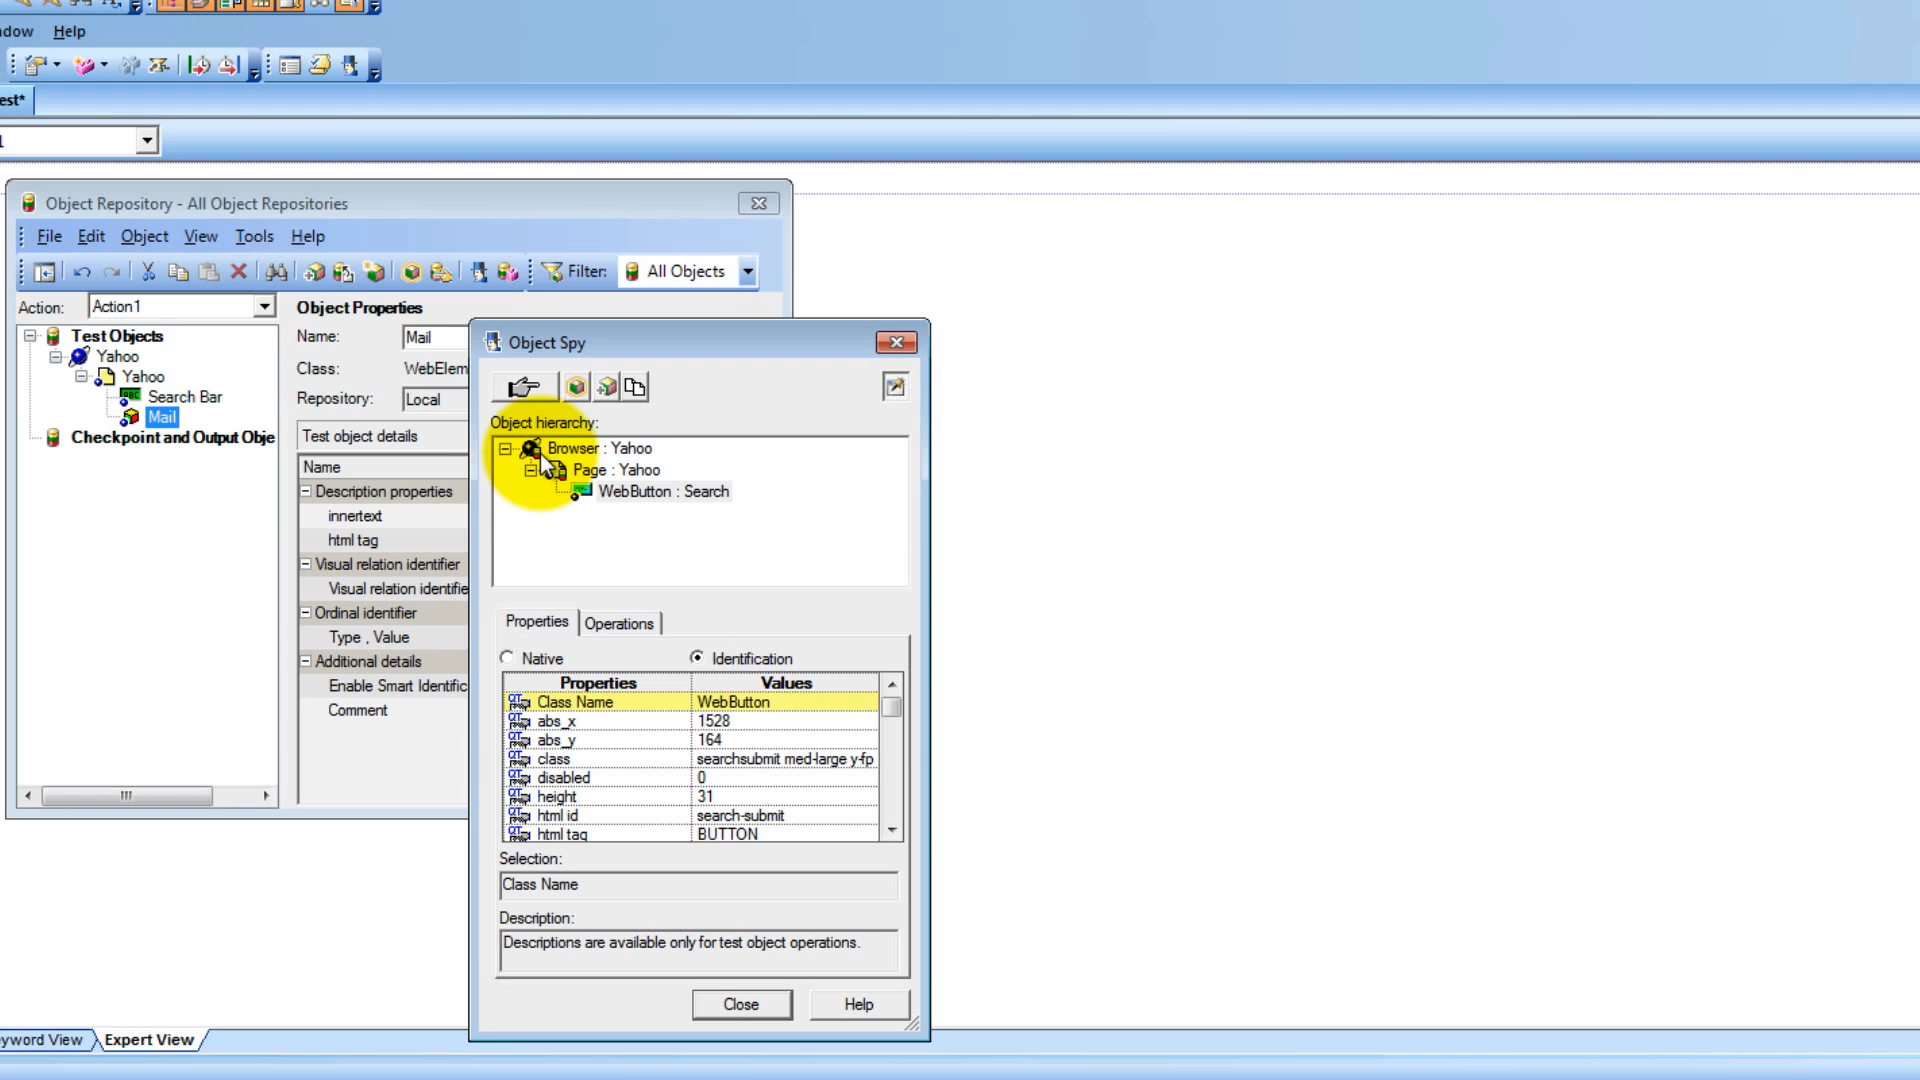 ndow Help
est*
Object Repository - All Object Repositories
File Edit Object View Tools Help
Filter: All Objects
Action: Action1
Object Properties
Test Objects
Name: Mail
Yahoo
Class: WebElem
Yahoo
Search Bar
Repository: Local
Mail
Checkpoint and Output Obje
Test object details
Name
Description properties
innertext
html tag
Visual relation identifier
Visual relation identifie
Ordinal identifier
Type , Value
Additional details
Enable Smart Identific
Comment
Object Spy
Object hierarchy:
Browser : Yahoo
Page : Yahoo
WebButton : Search
Properties Operations
Native Identification
Properties Values
Class Name WebButton
abs_x 1528
abs_y 164
class searchsubmit med-large y-fp
disabled 0
height 31
html id search-submit
html tag BUTTON
Selection:
Class Name
Description:
Descriptions are available only for test object operations.
Close Help
eyword View Expert View